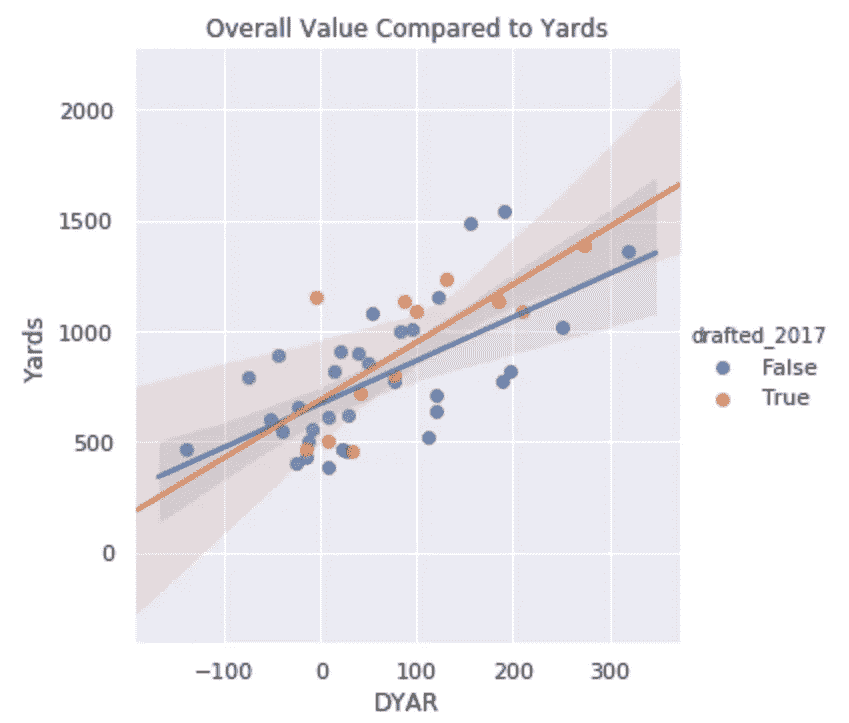 Overall Value Compared to Yards
2000
1500
1000
500
0
Yards
−100 0 100 200 300
DYAR
drafted_2017
False
True